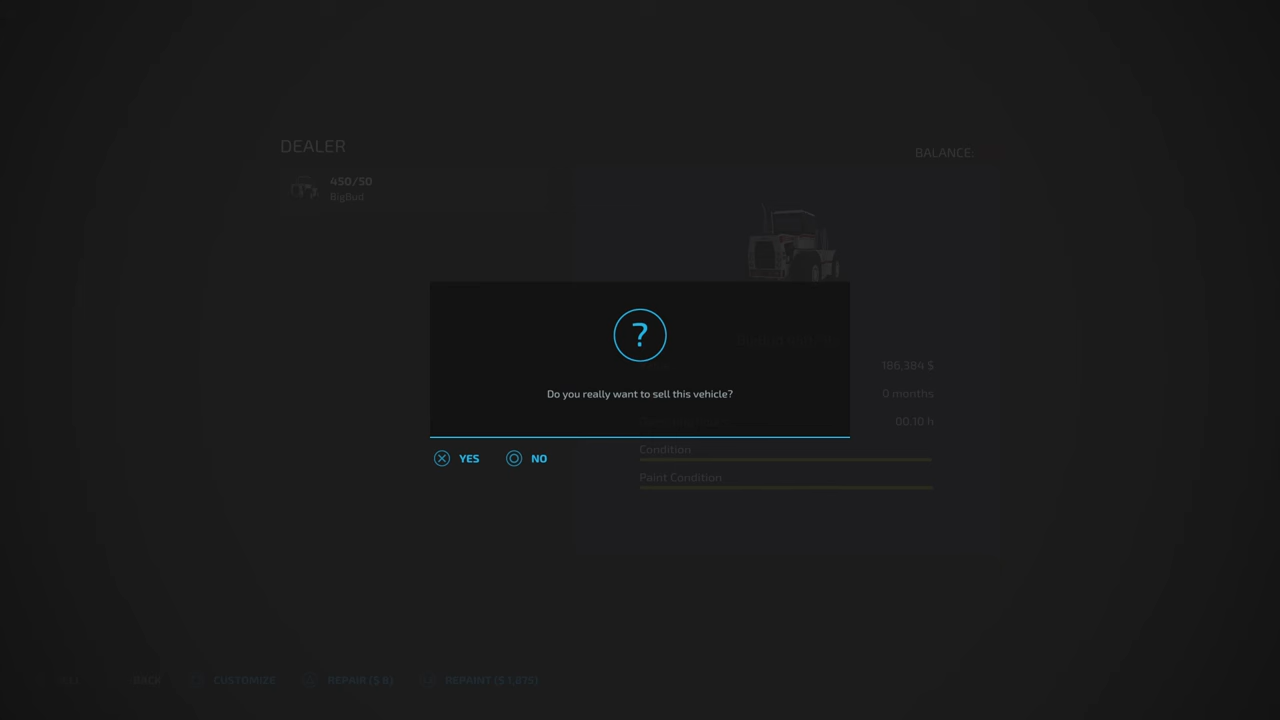 DEALER
BALANCE:
450/50
BigBud
Do you really want to sell this vehicle?
186,384 $
0 months
00:10 h
YES
NO
Condition
Paint Condition
BACK
CUSTOMIZE
REPAIR ($ 8)
REPAINT ($ 1,875)